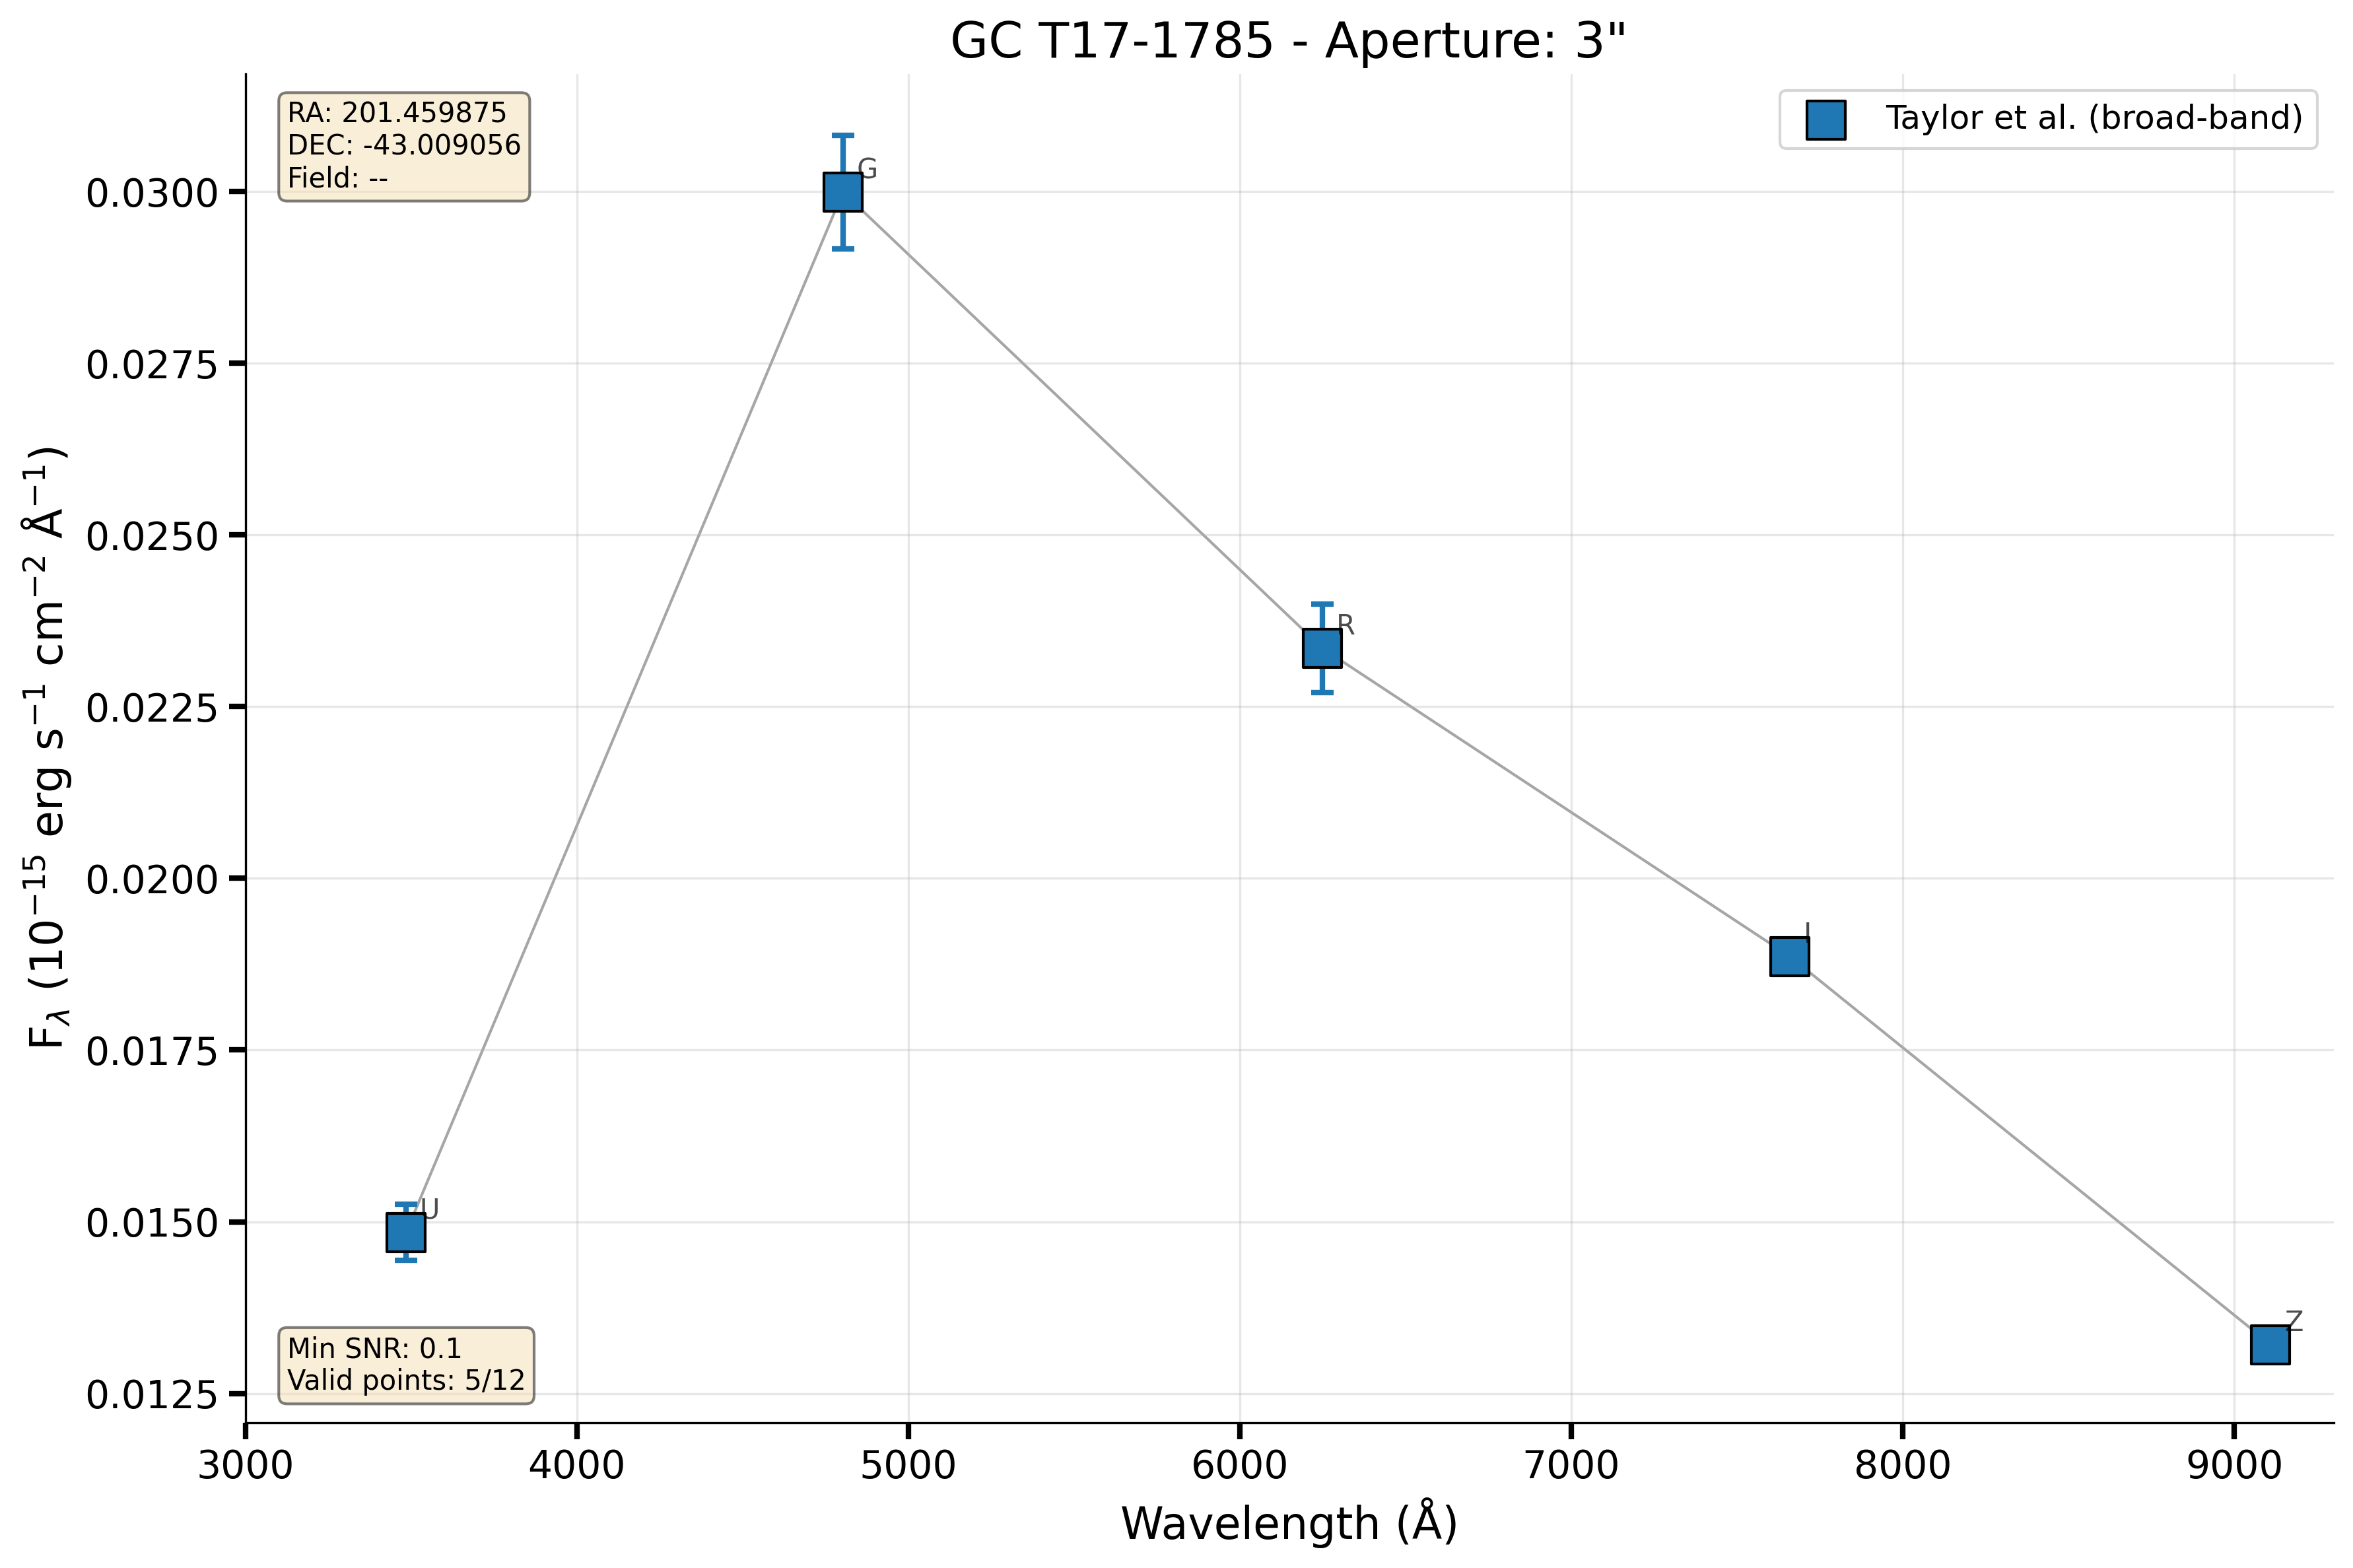 GC T17-1785 - Aperture: 3"
RA: 201.459875
DEC: -43.009056
Field: --
Taylor et al. (broad-band)
G
R
I
U
Z
Min SNR: 0.1
Valid points: 5/12
0.0300
0.0275
0.0250
0.0225
0.0200
0.0175
0.0150
0.0125
F_λ (10⁻¹⁵ erg s⁻¹ cm⁻² Å⁻¹)
3000 4000 5000 6000 7000 8000 9000
Wavelength (Å)